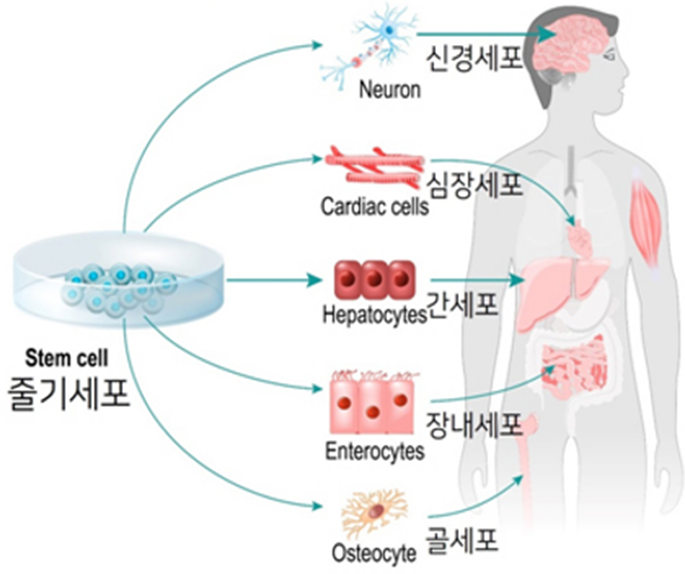 신경세포
Neuron
심장세포
Cardiac cells
Hepatocytes 간세포
Stem cell
줄기세포
장내세포
Enterocytes
Osteocyte 골세포